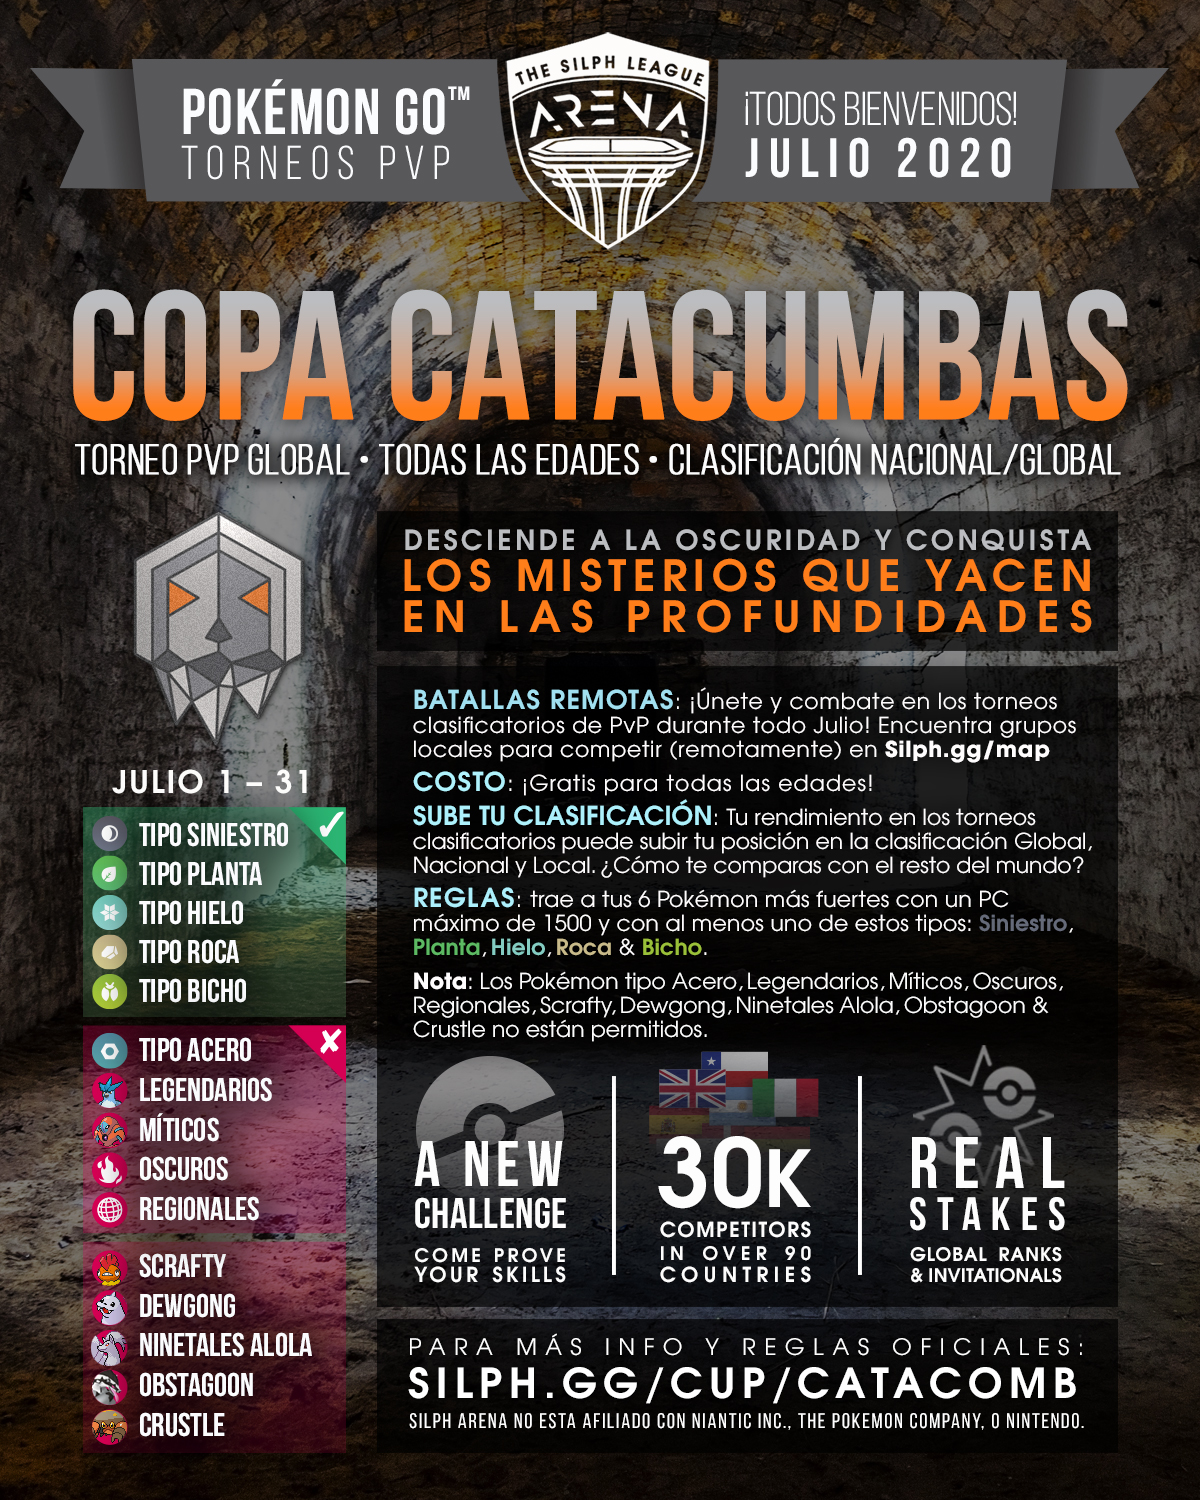 POKÉMON GO™
TORNEOS PVP
THE SILPH LEAGUE
ARENA
¡TODOS BIENVENIDOS!
JULIO 2020
COPA CATACUMBAS
TORNEO PVP GLOBAL • TODAS LAS EDADES • CLASIFICACIÓN NACIONAL/GLOBAL
DESCIENDE A LA OSCURIDAD Y CONQUISTA
LOS MISTERIOS QUE YACEN
EN LAS PROFUNDIDADES
JULIO 1 – 31
TIPO SINIESTRO
TIPO PLANTA
TIPO HIELO
TIPO ROCA
TIPO BICHO
TIPO ACERO
LEGENDARIOS
MÍTICOS
OSCUROS
REGIONALES
SCRAFTY
DEWGONG
NINETALES ALOLA
OBSTAGOON
CRUSTLE
BATALLAS REMOTAS: ¡Únete y combate en los torneos
clasificatorios de PvP durante todo Julio! Encuentra grupos
locales para competir (remotamente) en Silph.gg/map
COSTO: ¡Gratis para todas las edades!
SUBE TU CLASIFICACIÓN: Tu rendimiento en los torneos
clasificatorios puede subir tu posición en la clasificación Global,
Nacional y Local. ¿Cómo te comparas con el resto del mundo?
REGLAS: trae a tus 6 Pokémon más fuertes con un PC
máximo de 1500 y con al menos uno de estos tipos: Siniestro,
Planta, Hielo, Roca & Bicho.
Nota: Los Pokémon tipo Acero, Legendarios, Míticos, Oscuros,
Regionales, Scrafty, Dewgong, Ninetales Alola, Obstagoon &
Crustle no están permitidos.
A NEW
CHALLENGE
COME PROVE
YOUR SKILLS
30K
COMPETITORS
IN OVER 90
COUNTRIES
REAL
STAKES
GLOBAL RANKS
& INVITATIONALS
PARA MÁS INFO Y REGLAS OFICIALES:
SILPH.GG/CUP/CATACOMB
SILPH ARENA NO ESTA AFILIADO CON NIANTIC INC., THE POKEMON COMPANY, O NINTENDO.